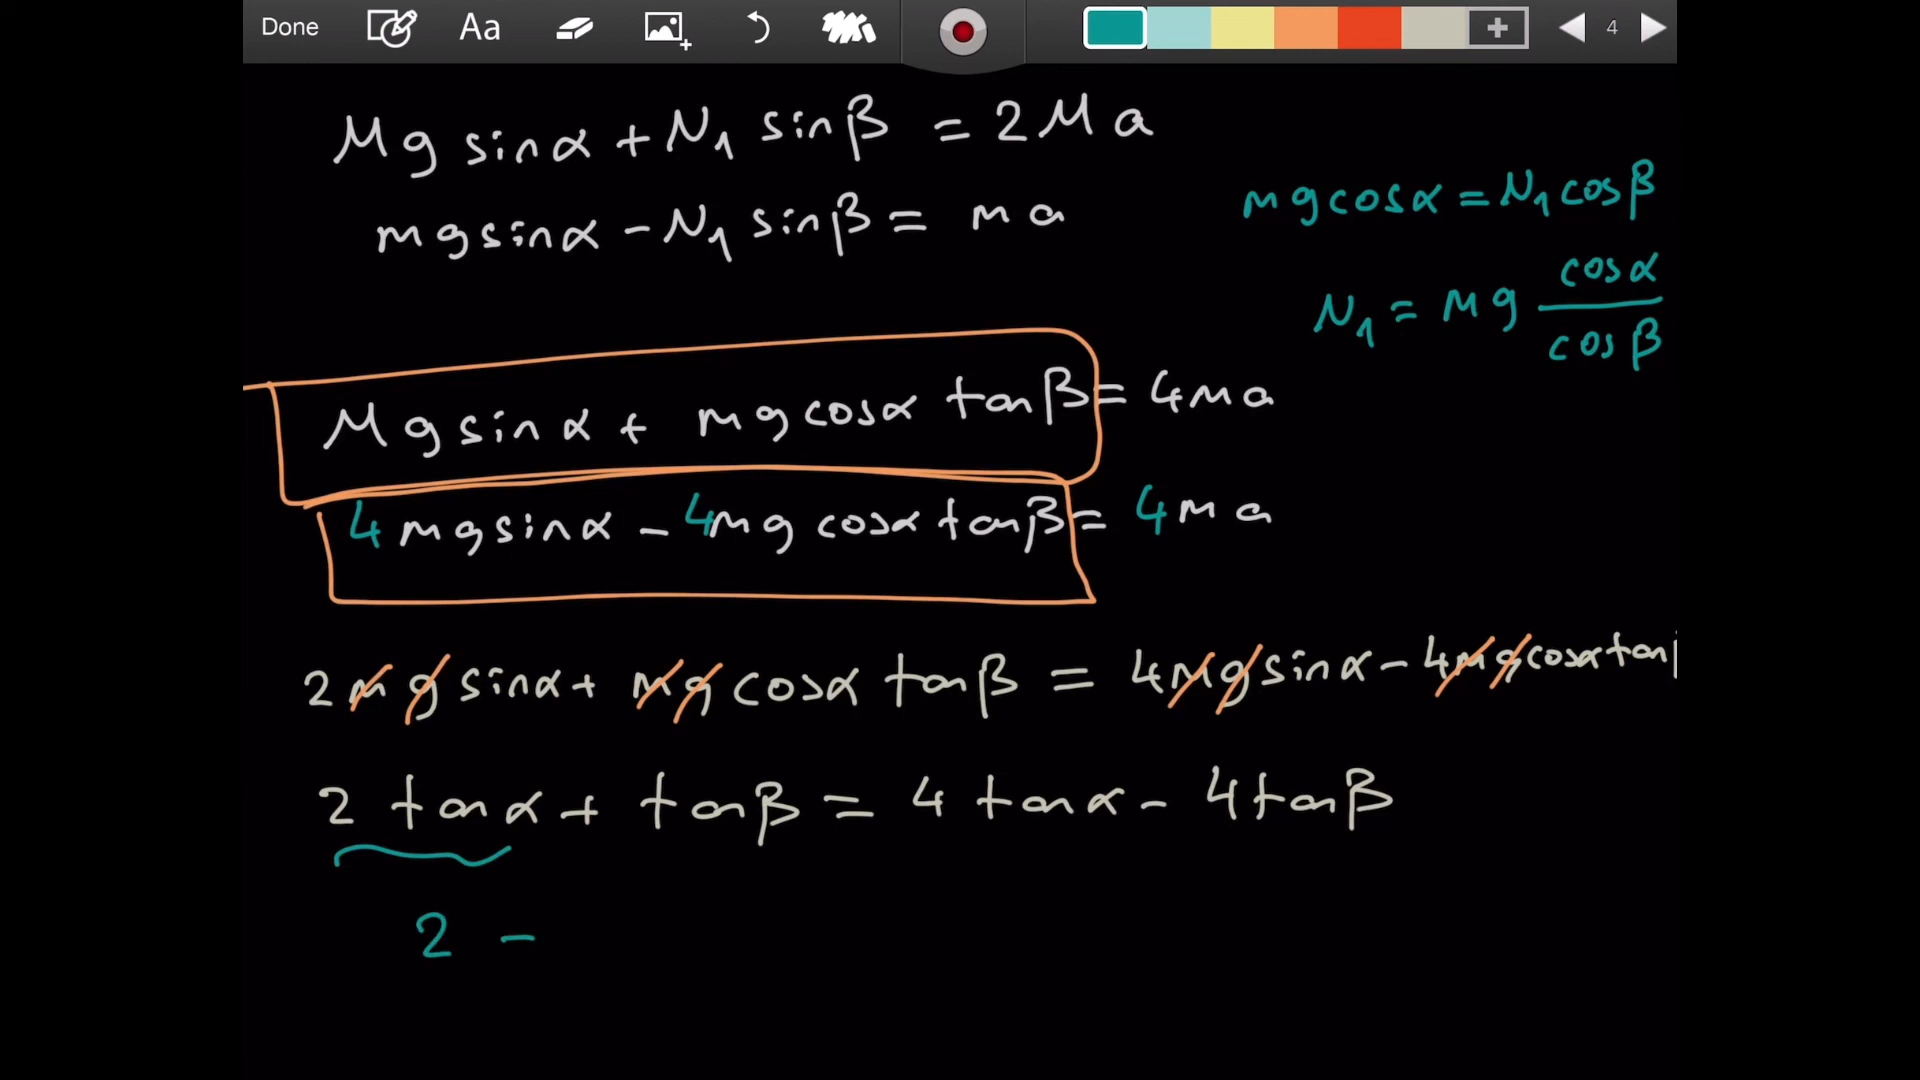 Done Aa 4
Mg sinα + N₁ sinβ = 2Ma
mg sinα - N₁ sinβ = ma
mg cosα = N₁ cosβ
N₁ = mg cosα / cosβ
Mg sinα + mg cosα tanβ = 4ma
4mg sinα - 4mg cosα tanβ = 4ma
2mg sinα + mg cosα tanβ = 4mg sinα - 4mg cosα tan
2 tanα + tanβ = 4 tanα - 4 tanβ
2 -